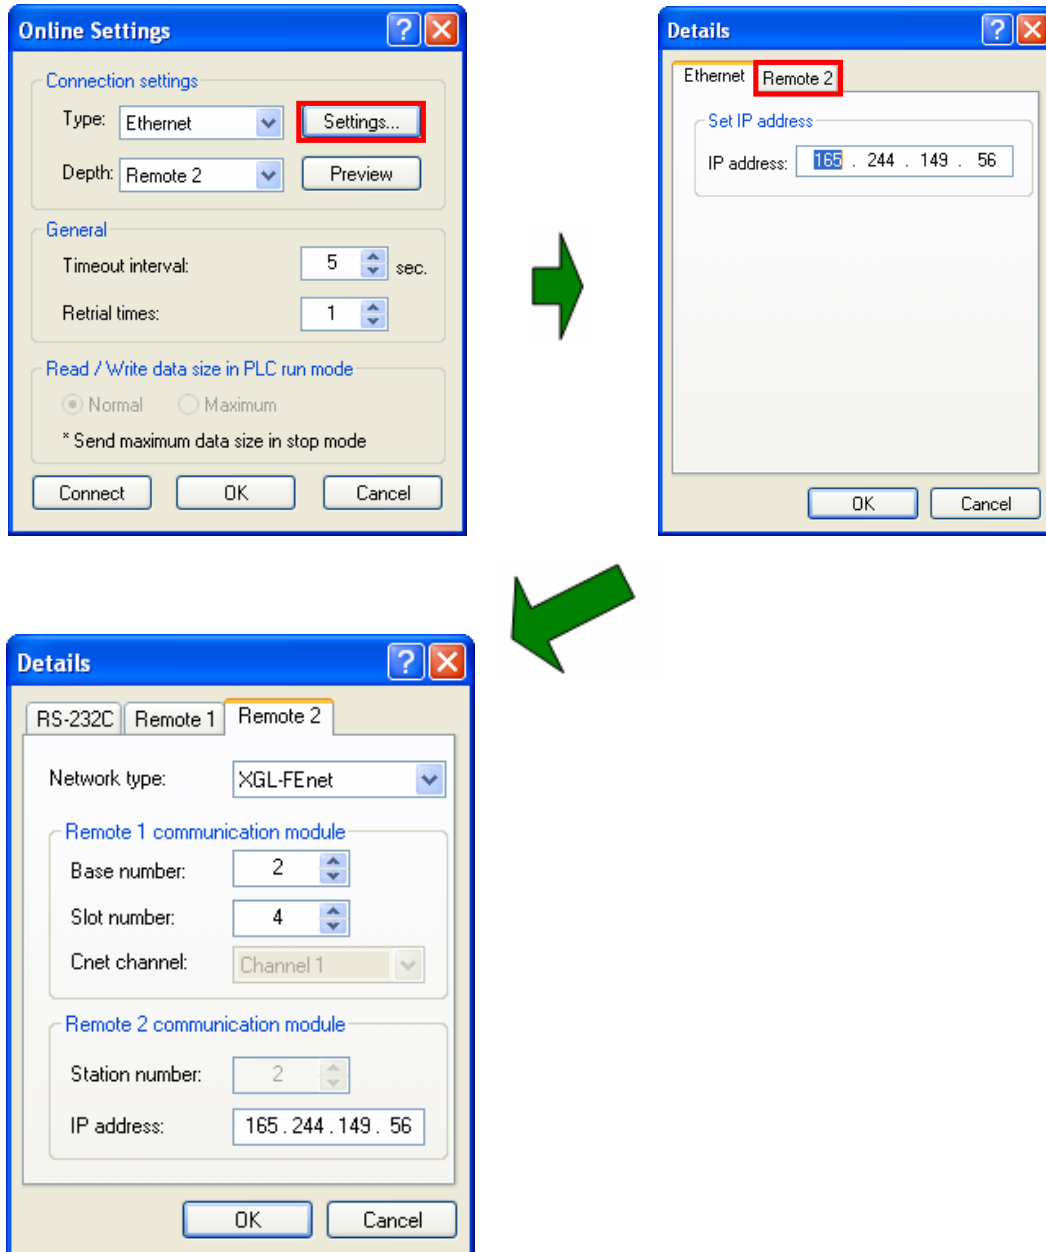 Online Settings
Connection settings
Type: Ethernet Settings...
Depth: Remote 2 Preview
General
Timeout interval: 5 sec.
Retrial times: 1
Read / Write data size in PLC run mode
Normal Maximum
* Send maximum data size in stop mode
Connect OK Cancel
Details
Ethernet Remote 2
Set IP address
IP address: 165 . 244 . 149 . 56
OK Cancel
Details
RS-232C Remote 1 Remote 2
Network type: XGL-FEnet
Remote 1 communication module
Base number: 2
Slot number: 4
Cnet channel: Channel 1
Remote 2 communication module
Station number: 2
IP address: 165 . 244 . 149 . 56
OK Cancel